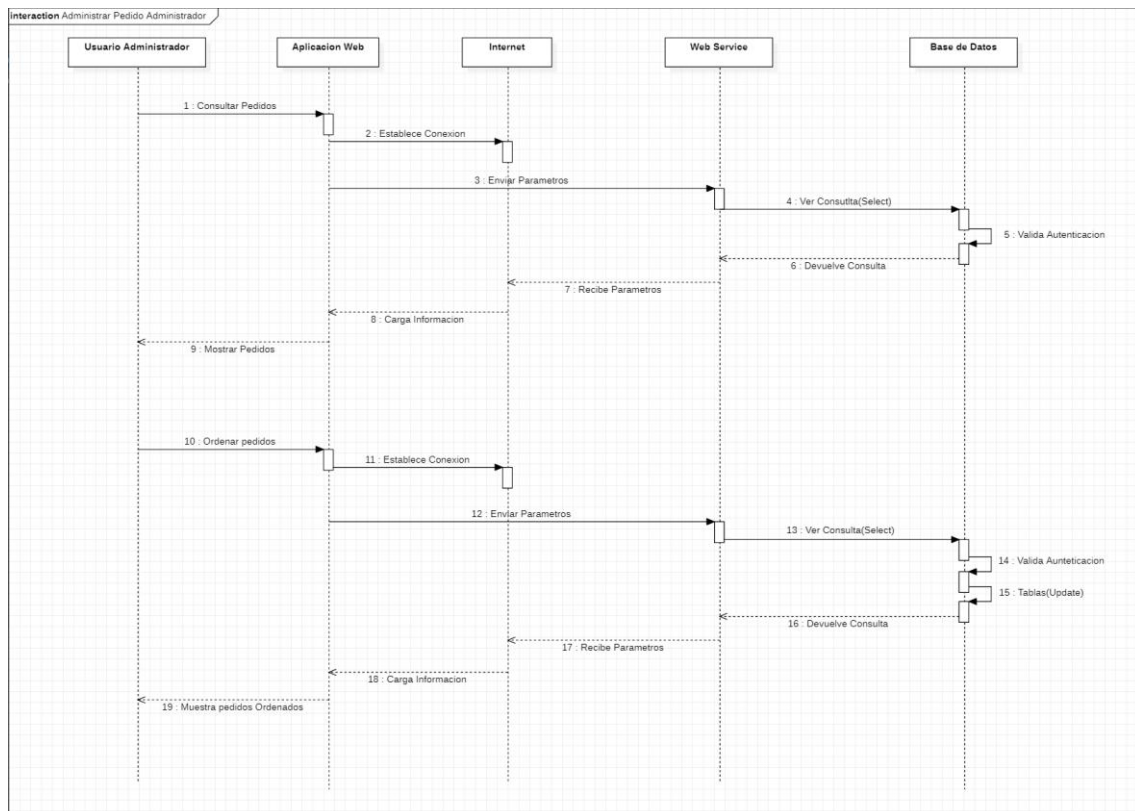 interaction Administrar Pedido Administrador
Usuario Administrador
Aplicacion Web
Internet
Web Service
Base de Datos
1 : Consultar Pedidos
2 : Establece Conexion
3 : Enviar Parametros
4 : Ver Consutlta(Select)
5 : Valida Autenticacion
6 : Devuelve Consulta
7 : Recibe Parametros
8 : Carga Informacion
9 : Mostrar Pedidos
10 : Ordenar pedidos
11 : Establece Conexion
12 : Enviar Parametros
13 : Ver Consulta(Select)
14 : Valida Aunteticacion
15 : Tablas(Update)
16 : Devuelve Consulta
17 : Recibe Parametros
18 : Carga Informacion
19 : Muestra pedidos Ordenados